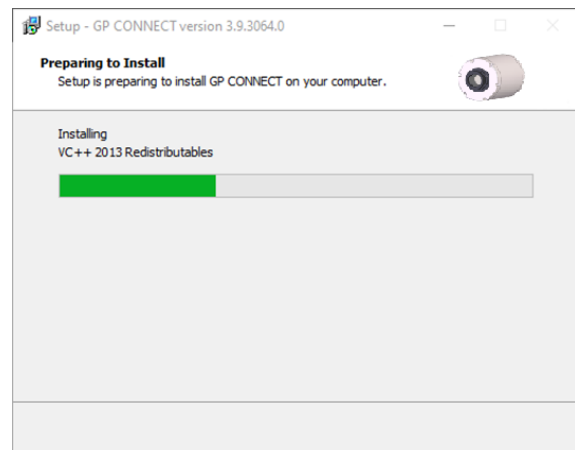 Setup - GP CONNECT version 3.9.3064.0
Preparing to Install
Setup is preparing to install GP CONNECT on your computer.
Installing
VC++ 2013 Redistributables